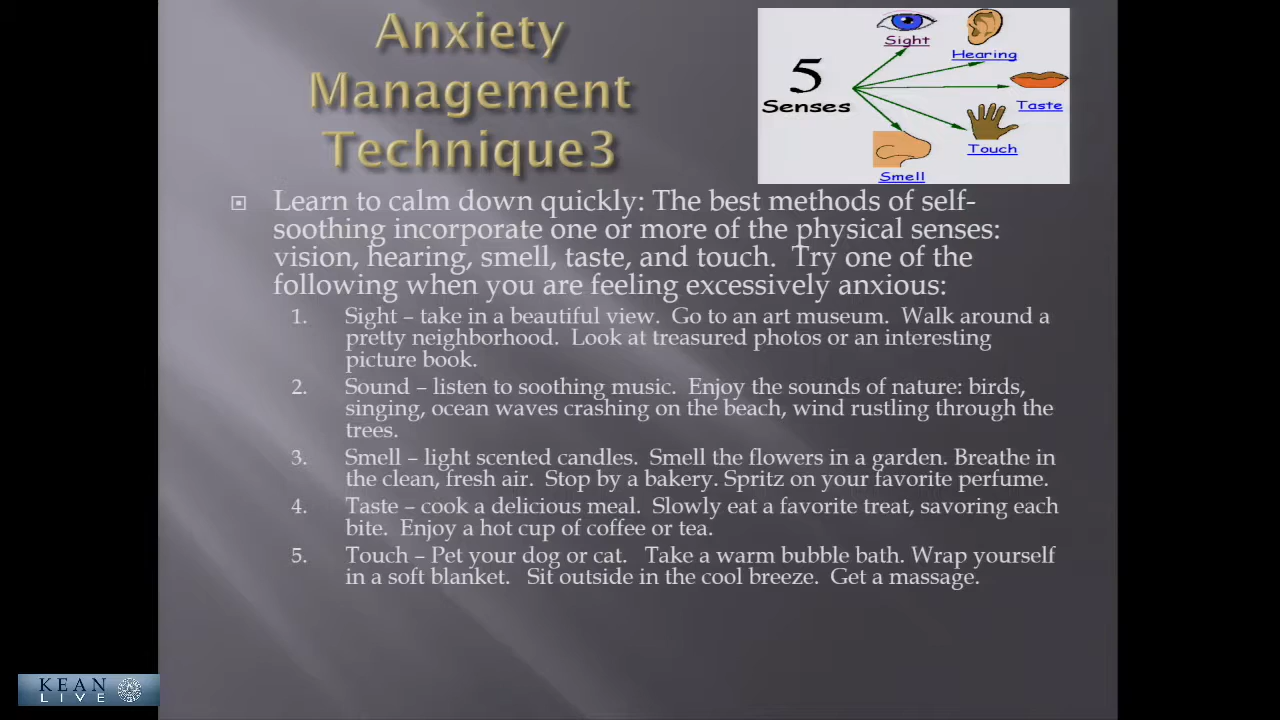 Anxiety
Management
Technique3
5
Senses
Sight
Hearing
Taste
Touch
Smell
Learn to calm down quickly: The best methods of self-
soothing incorporate one or more of the physical senses:
vision, hearing, smell, taste, and touch. Try one of the
following when you are feeling excessively anxious:
1. Sight – take in a beautiful view. Go to an art museum. Walk around a
pretty neighborhood. Look at treasured photos or an interesting
picture book.
2. Sound – listen to soothing music. Enjoy the sounds of nature: birds,
singing, ocean waves crashing on the beach, wind rustling through the
trees.
3. Smell – light scented candles. Smell the flowers in a garden. Breathe in
the clean, fresh air. Stop by a bakery. Spritz on your favorite perfume.
4. Taste – cook a delicious meal. Slowly eat a favorite treat, savoring each
bite. Enjoy a hot cup of coffee or tea.
5. Touch – Pet your dog or cat. Take a warm bubble bath. Wrap yourself
in a soft blanket. Sit outside in the cool breeze. Get a massage.
KEAN
LIVE